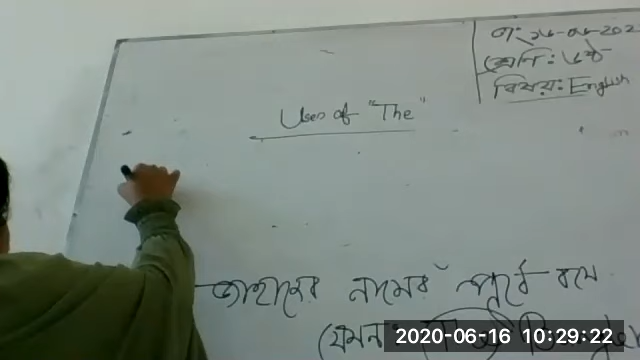 তাং ১৬-০৬-202
শ্রেণি: ৬ষ্ঠ
বিষয়: English
Uses of "The"
জাহাজের নামের পূর্বে বসে
(যেমন:
2020-06-16 10:29:22